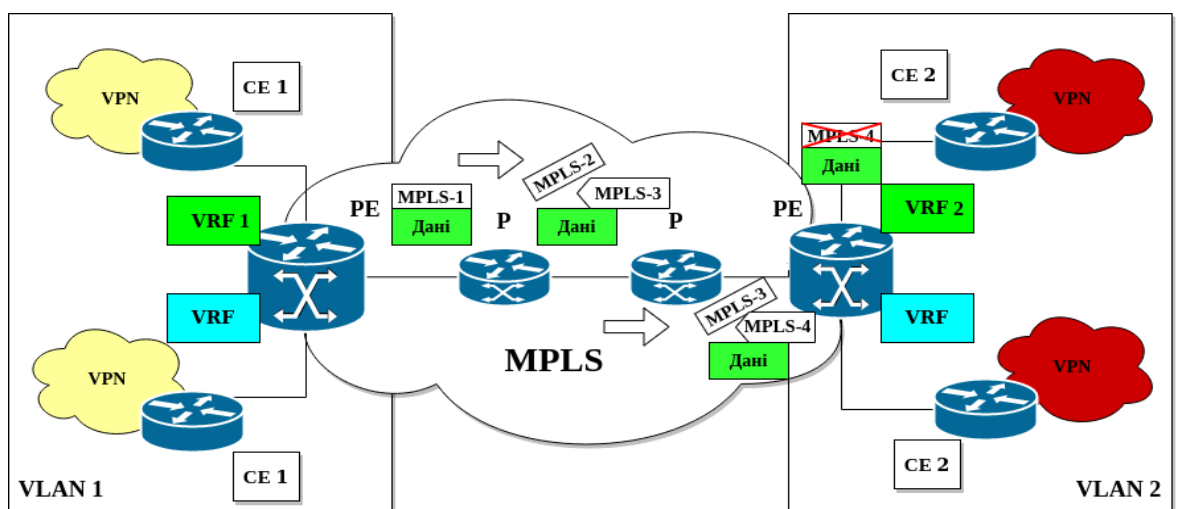 VPN
CE 1
CE 2
VPN
MPLS-4
Дані
MPLS-2
MPLS-1
MPLS-3
PE
Дані
P
Дані
P
PE
VRF 1
VRF 2
VRF
MPLS-3
MPLS-4
VRF
MPLS
Дані
VPN
VPN
CE 1
CE 2
VLAN 1
VLAN 2